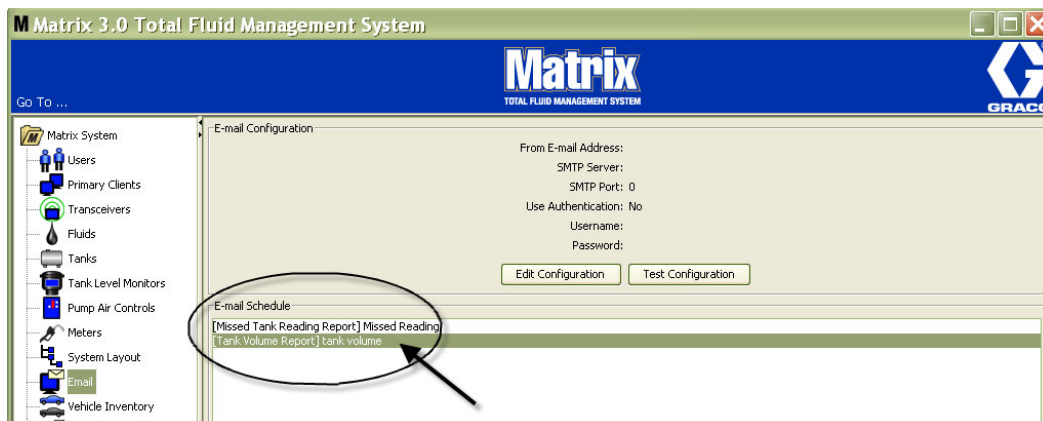 M Matrix 3.0 Total Fluid Management System
Matrix
TOTAL FLUID MANAGEMENT SYSTEM
GRACO
Go To ...
Matrix System
Users
Primary Clients
Transceivers
Fluids
Tanks
Tank Level Monitors
Pump Air Controls
Meters
System Layout
Email
Vehicle Inventory
E-mail Configuration
From E-mail Address:
SMTP Server:
SMTP Port: 0
Use Authentication: No
Username:
Password:
Edit Configuration Test Configuration
E-mail Schedule
[Missed Tank Reading Report] Missed Reading
[Tank Volume Report] tank volume